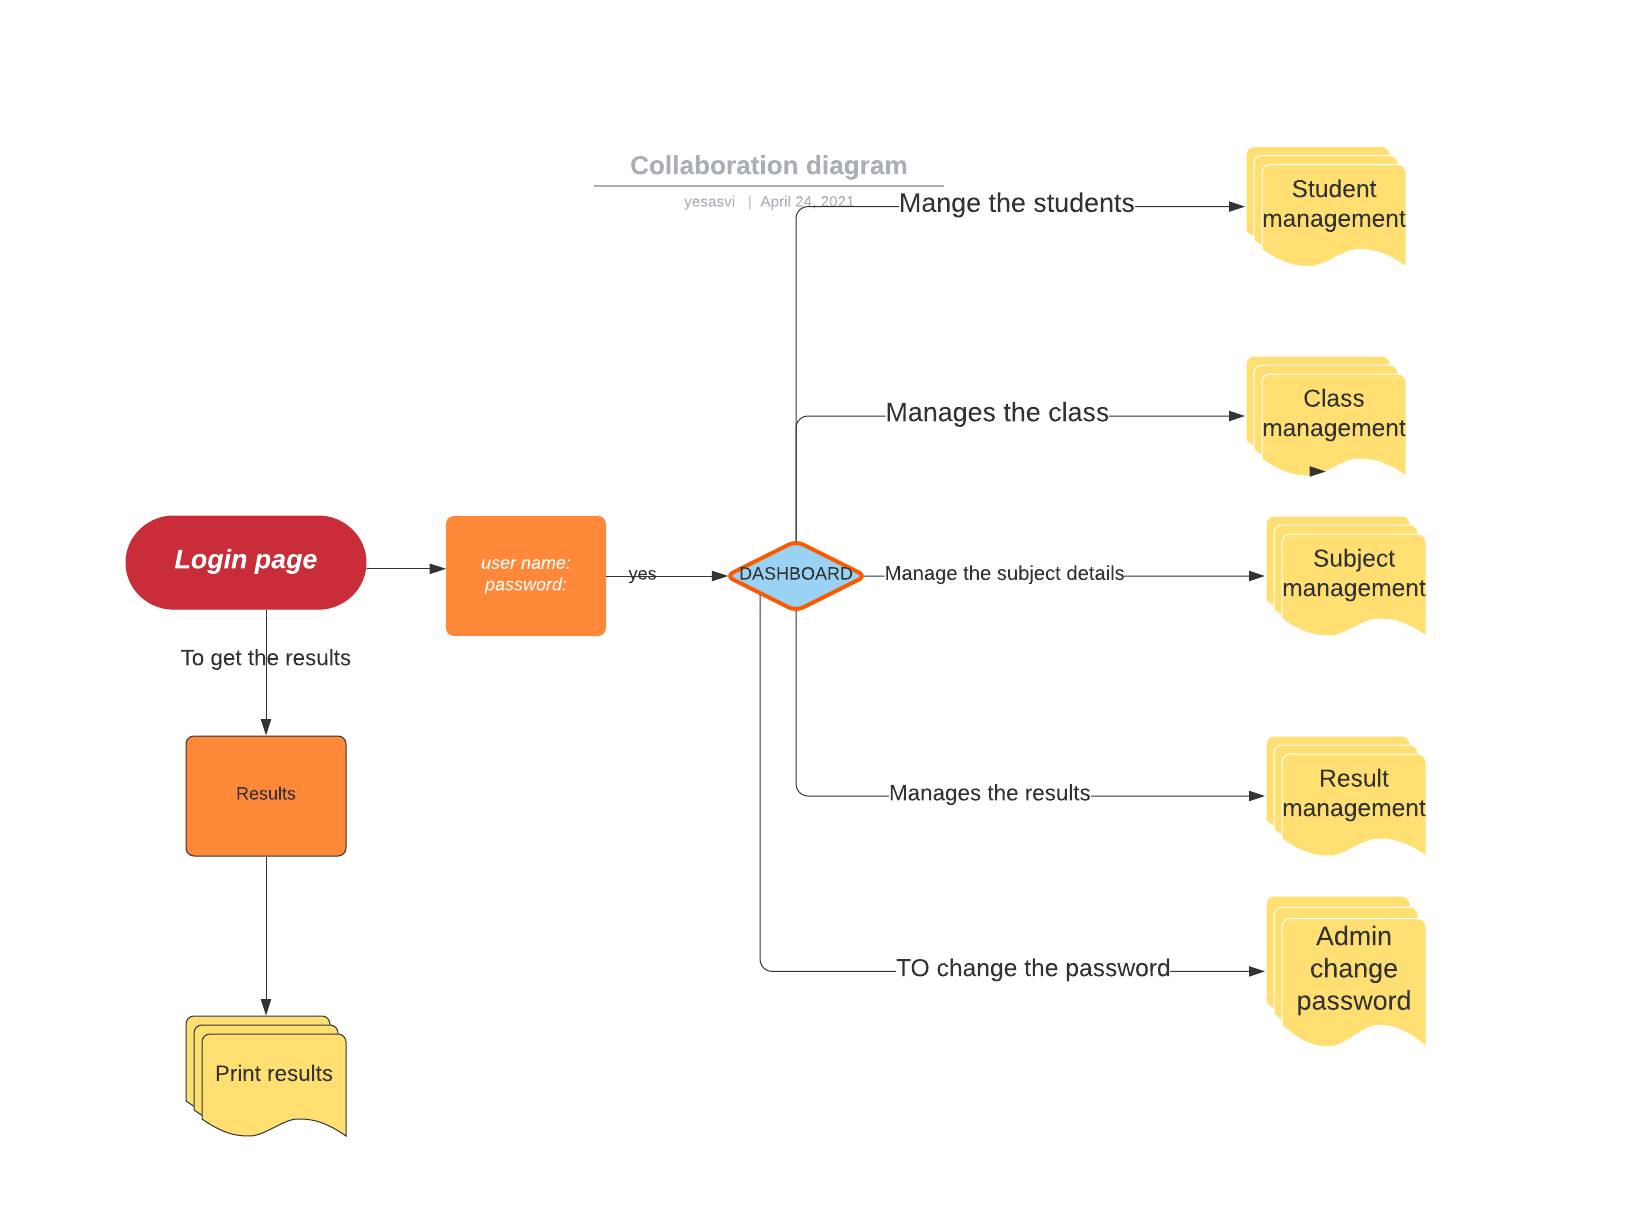 Collaboration diagram
yesasvi | April 24, 2021
Mange the students
Student
management
Manages the class
Class
management
Login page
user name:
password:
yes
DASHBOARD
Manage the subject details
Subject
management
To get the results
Results
Manages the results
Result
management
TO change the password
Admin
change
password
Print results